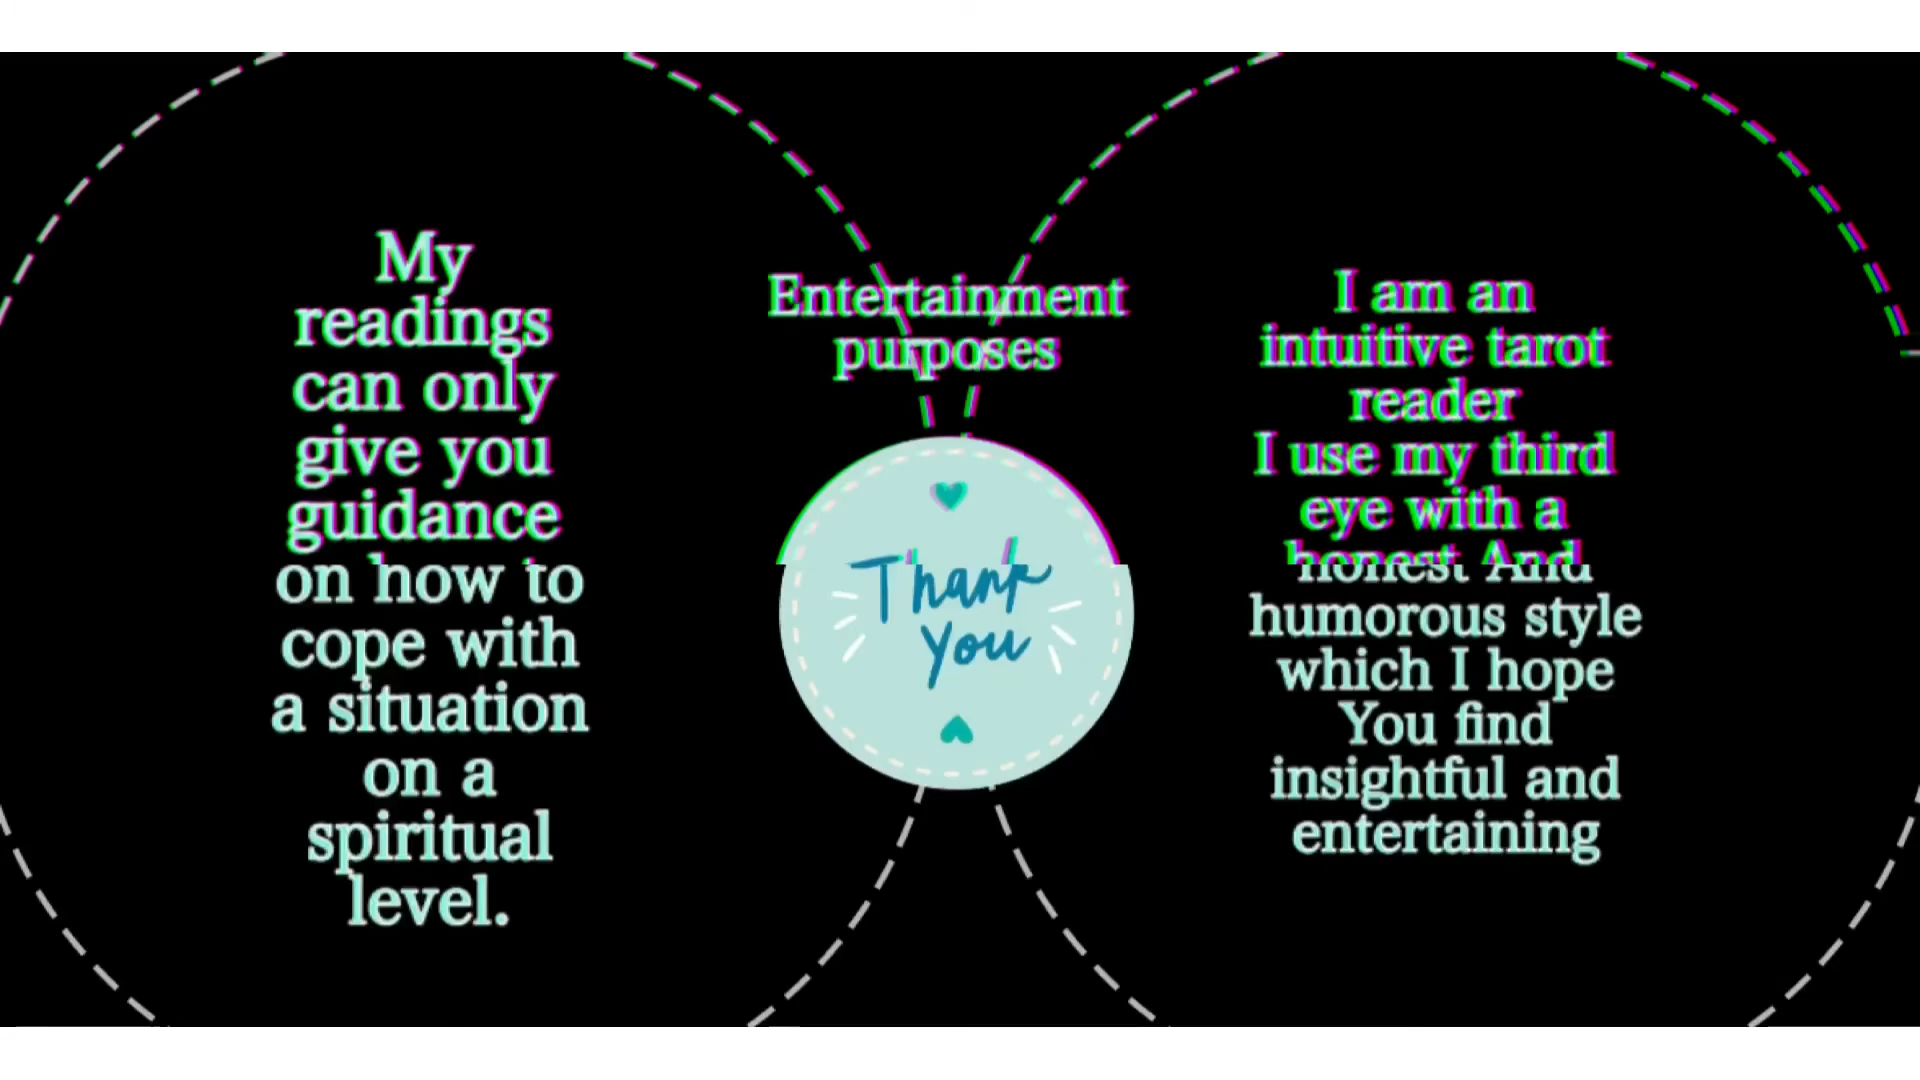 My
readings
can only
give you
guidance
on how to
cope with
a situation
on a
spiritual
level.
Entertainment
purposes
Thank
You
I am an
intuitive tarot
reader
I use my third
eye with a
honest And
humorous style
which I hope
You find
insightful and
entertaining